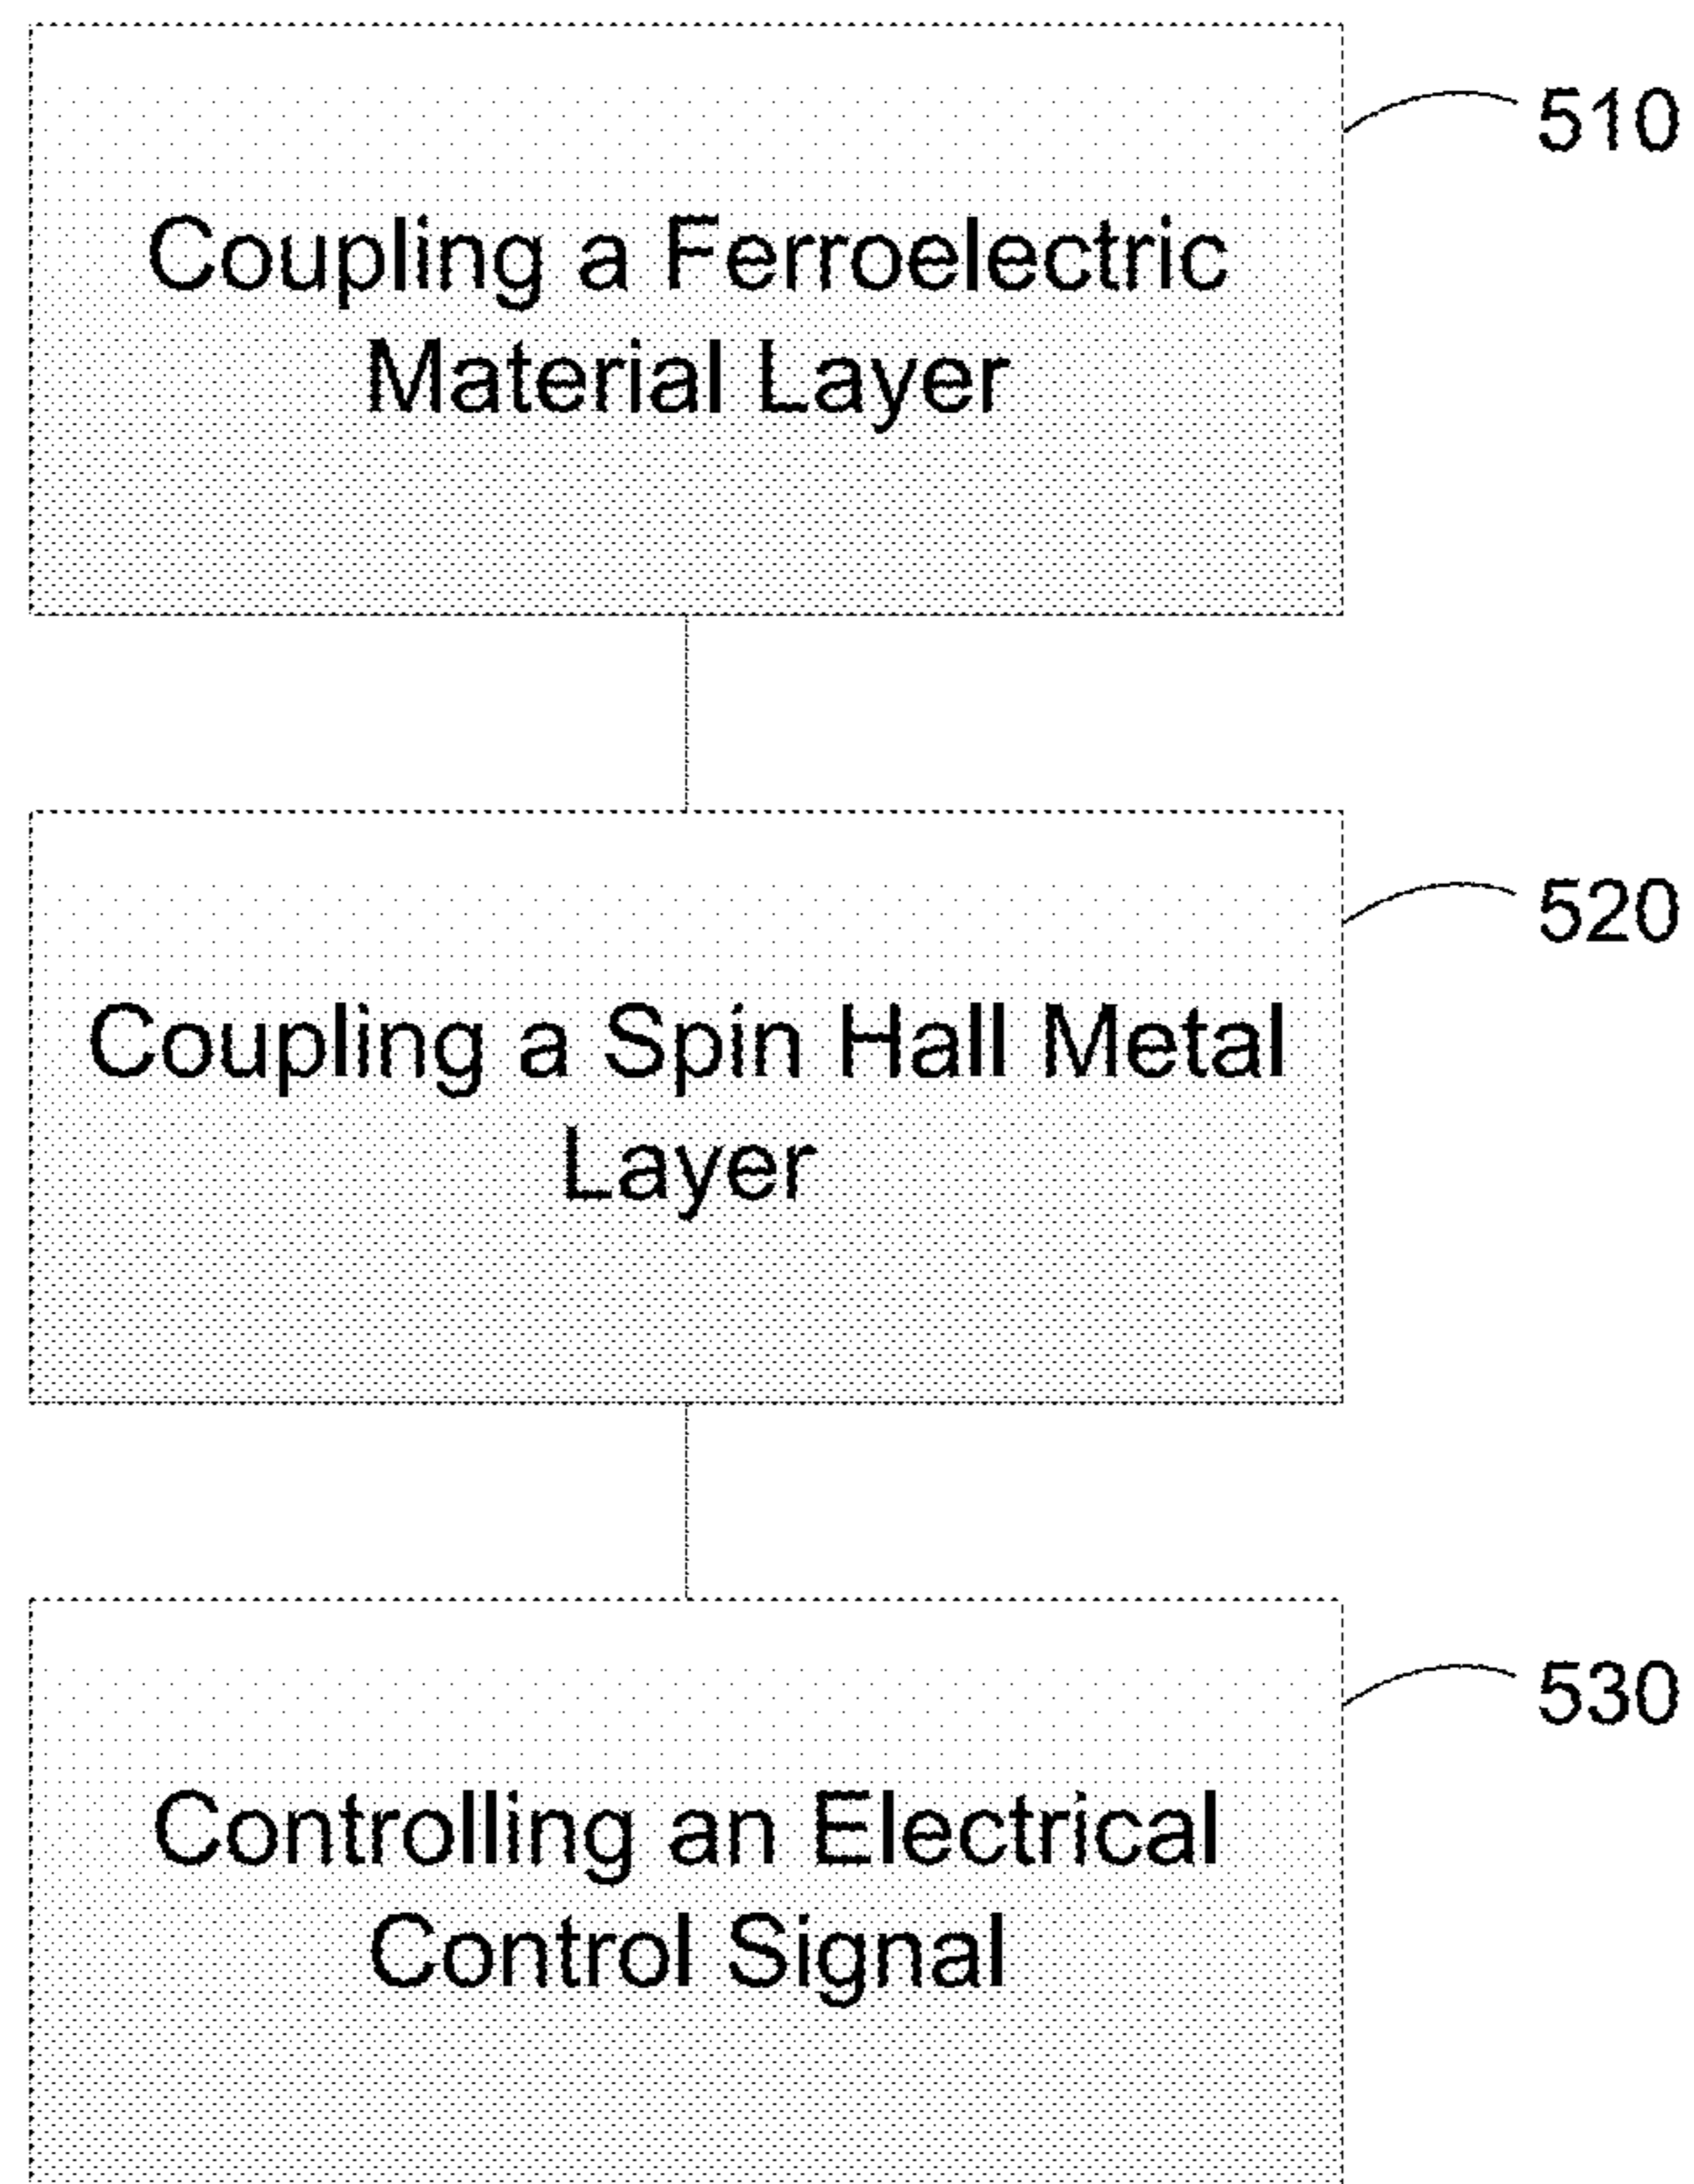 510
Coupling a Ferroelectric
Material Layer
520
Coupling a Spin Hall Metal
Layer
530
Controlling an Electrical
Control Signal